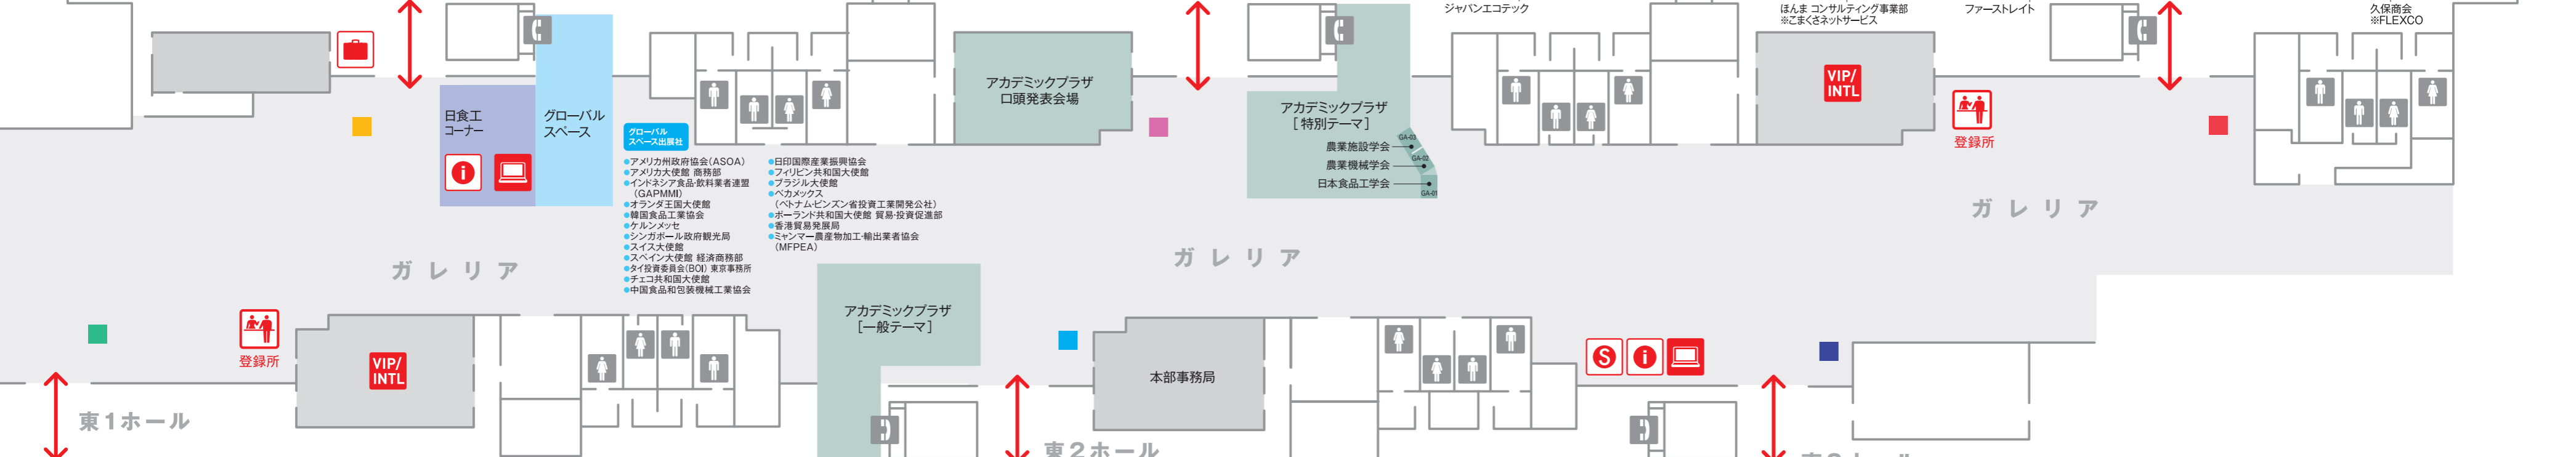 ジャパンエコテック
ほんま コンサルティング事業部
※こまくさネットサービス
ファーストレイト
久保商会
※FLEXCO
日食工
コーナー
グローバル
スペース
グローバル
スペース出展社
●アメリカ州政府協会(ASOA)
●アメリカ大使館 商務部
●インドネシア食品・飲料業者連盟
(GAPMMI)
●オランダ王国大使館
●韓国食品工業協会
●ケルンメッセ
●シンガポール政府観光局
●スイス大使館
●スペイン大使館 経済商務部
●タイ投資委員会(BOI) 東京事務所
●チェコ共和国大使館
●中国食品和包装機械工業協会
●日印国際産業振興協会
●フィリピン共和国大使館
●ブラジル大使館
●ベカメックス
(ベトナム・ビンズン省投資工業開発公社)
●ポーランド共和国大使館 貿易・投資促進部
●香港貿易発展局
●ミャンマー農産物加工・輸出業者協会
(MFPEA)
アカデミックプラザ
口頭発表会場
アカデミックプラザ
[特別テーマ]
農業施設学会
農業機械学会
日本食品工学会
GA-03
GA-02
GA-01
VIP/
INTL
登録所
ガレリア
ガレリア
ガレリア
アカデミックプラザ
[一般テーマ]
登録所
VIP/
INTL
本部事務局
S
東1ホール
東2ホール